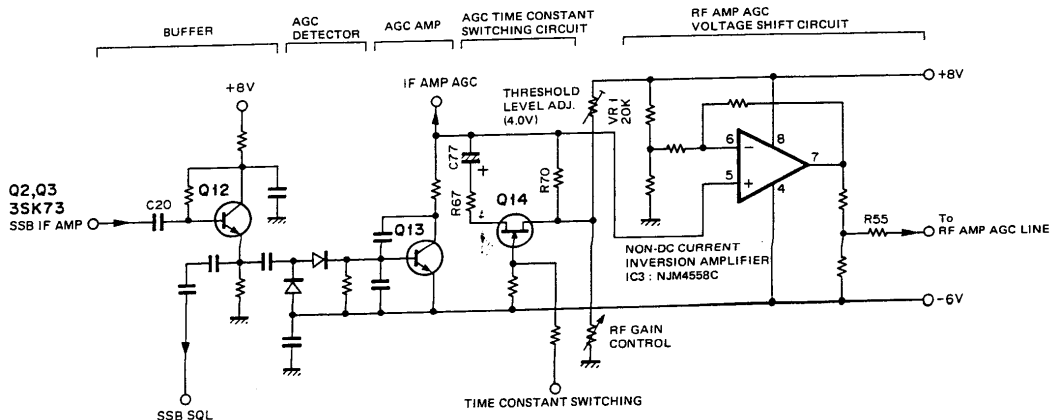 BUFFER
AGC
DETECTOR
AGC AMP
AGC TIME CONSTANT
SWITCHING CIRCUIT
RF AMP AGC
VOLTAGE SHIFT CIRCUIT
+8V
IF AMP AGC
THRESHOLD
LEVEL ADJ.
(4.0V)
VR1
20K
+8V
Q2,Q3
3SK73
SSB IF AMP
C20
Q12
C77
+
R67
R70
Q14
Q13
6
-
5
+
8
7
4
NON-DC CURRENT
INVERSION AMPLIFIER
IC3 : NJM4558C
R55
To
RF AMP AGC LINE
-6V
RF GAIN
CONTROL
TIME CONSTANT SWITCHING
SSB SQL